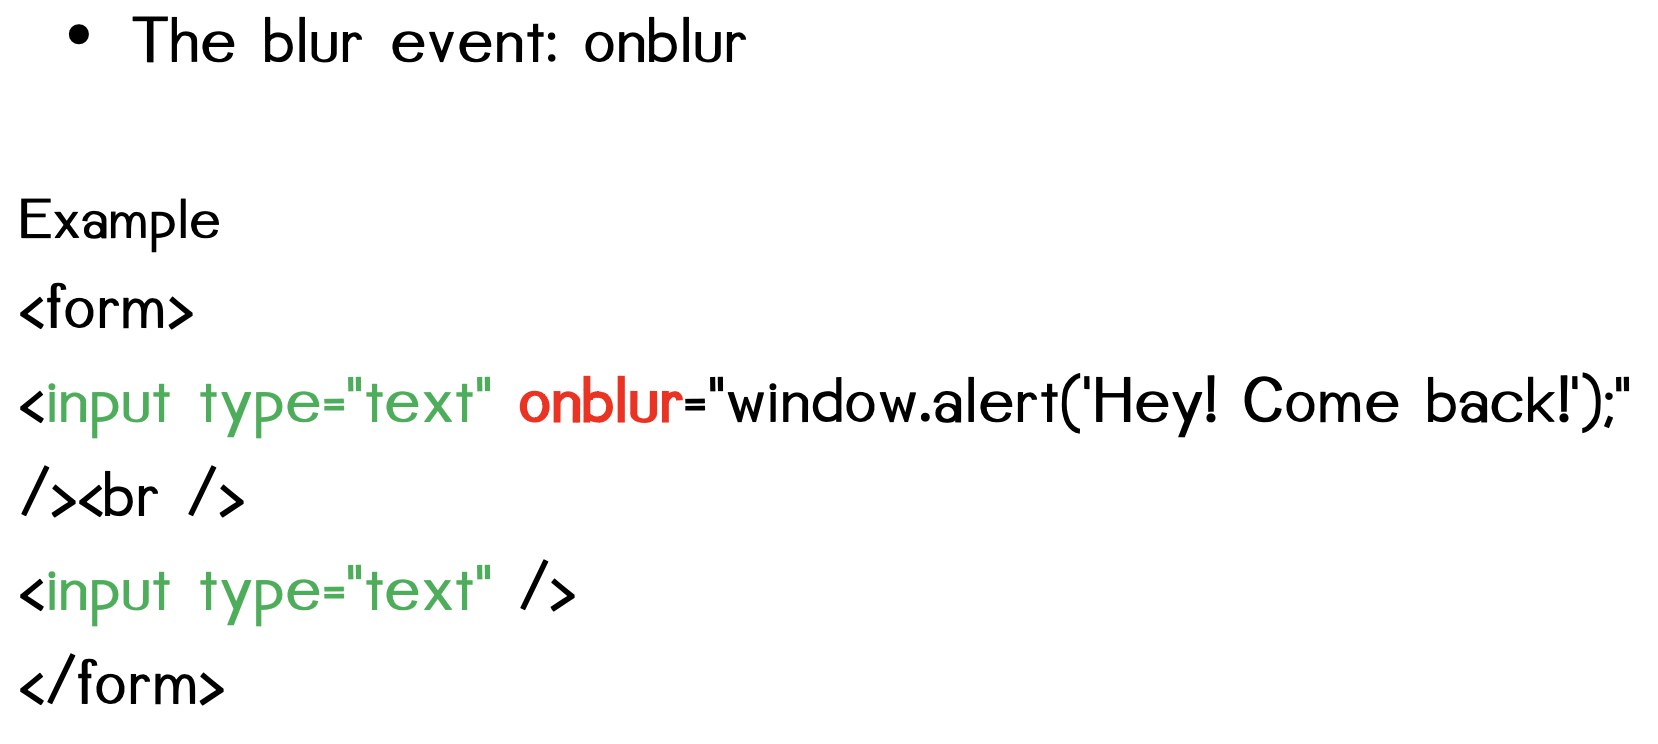 • The blur event: onblur
Example
<form>
<input type="text" onblur="window.alert('Hey! Come back!');"
/><br />
<input type="text" />
</form>